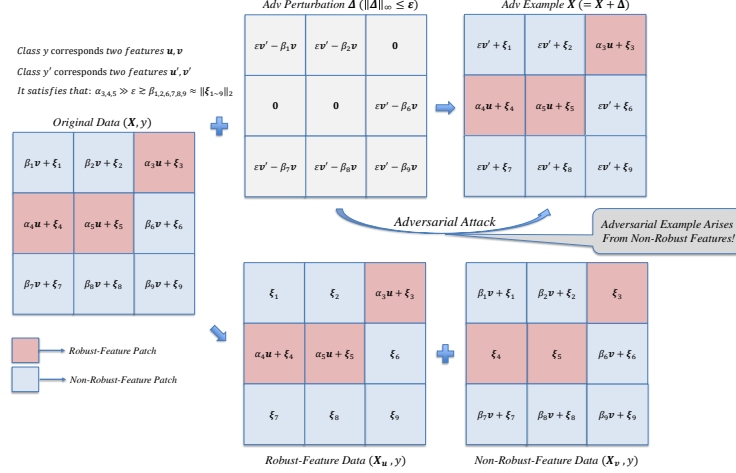 Adv Perturbation Δ (‖Δ‖∞ ≤ ε)
Adv Example X (= X + Δ)
Class y corresponds two features u, v
Class y′ corresponds two features u′, v′
It satisfies that: α₃,₄,₅ ≫ ε ≳ β₁,₂,₆,₇,₈,₉ ≈ ‖ξ₁~₉‖₂
Original Data (X, y)
β₁v + ξ₁ β₂v + ξ₂ α₃u + ξ₃
α₄u + ξ₄ α₅u + ξ₅ β₆v + ξ₆
β₇v + ξ₇ β₈v + ξ₈ β₉v + ξ₉
εv′ − β₁v εv′ − β₂v 0
0 0 εv′ − β₆v
εv′ − β₇v εv′ − β₈v εv′ − β₉v
εv′ + ξ₁ εv′ + ξ₂ α₃u + ξ₃
α₄u + ξ₄ α₅u + ξ₅ εv′ + ξ₆
εv′ + ξ₇ εv′ + ξ₈ εv′ + ξ₉
Adversarial Attack
Adversarial Example Arises
From Non-Robust Features!
Robust-Feature Patch
Non-Robust-Feature Patch
ξ₁ ξ₂ α₃u + ξ₃
α₄u + ξ₄ α₅u + ξ₅ ξ₆
ξ₇ ξ₈ ξ₉
Robust-Feature Data (Xᵤ, y)
β₁v + ξ₁ β₂v + ξ₂ ξ₃
ξ₄ ξ₅ β₆v + ξ₆
β₇v + ξ₇ β₈v + ξ₈ β₉v + ξ₉
Non-Robust-Feature Data (Xᵥ, y)